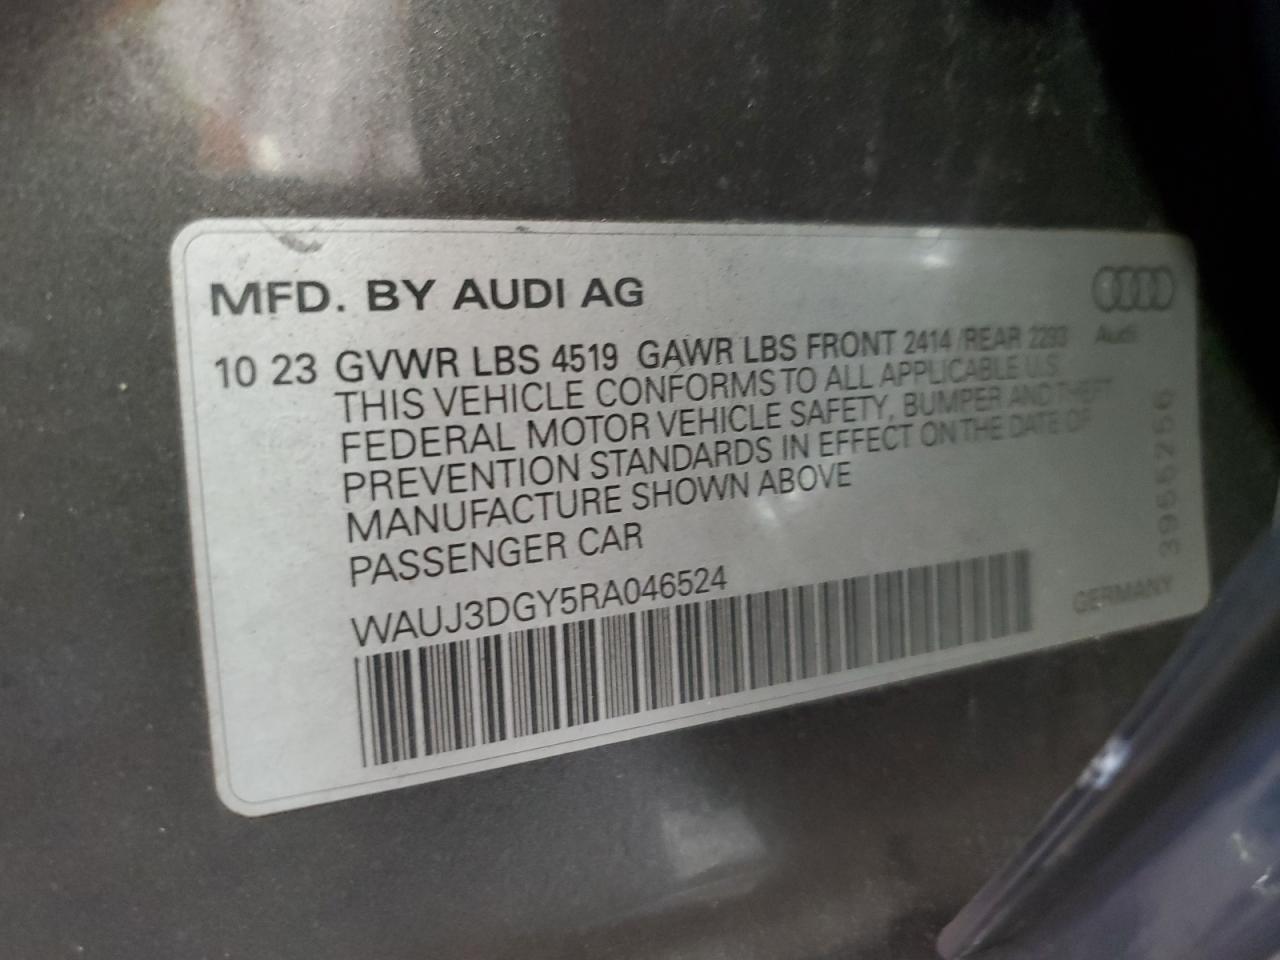 MFD. BY AUDI AG
10 23 GVWR LBS 4519 GAWR LBS FRONT 2414 /REAR 2293
THIS VEHICLE CONFORMS TO ALL APPLICABLE U.S.
FEDERAL MOTOR VEHICLE SAFETY, BUMPER AND THEFT
PREVENTION STANDARDS IN EFFECT ON THE DATE OF
MANUFACTURE SHOWN ABOVE
PASSENGER CAR
WAUJ3DGY5RA046524
Audi
GERMANY